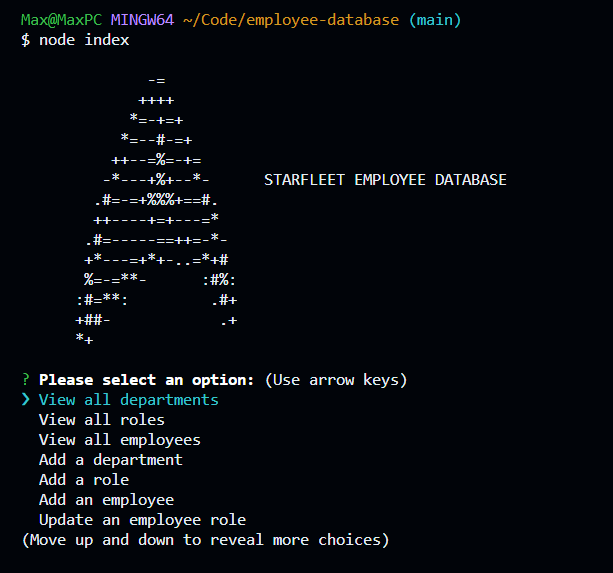 Max@MaxPC MINGW64 ~/Code/employee-database (main)
$ node index
-=
++++
*=-+=+
*=--#-=+
++--=%=-+=
-*---+%+--*-      STARFLEET EMPLOYEE DATABASE
.#=-=+%%%+==#.
++----+=+---=*
.#=-----==++=-*-
+*---=+*+-..=*+#
%=-=**-      :#%:
:#=**:         .#+
+##-            .+
*+
? Please select an option: (Use arrow keys)
❯ View all departments
View all roles
View all employees
Add a department
Add a role
Add an employee
Update an employee role
(Move up and down to reveal more choices)